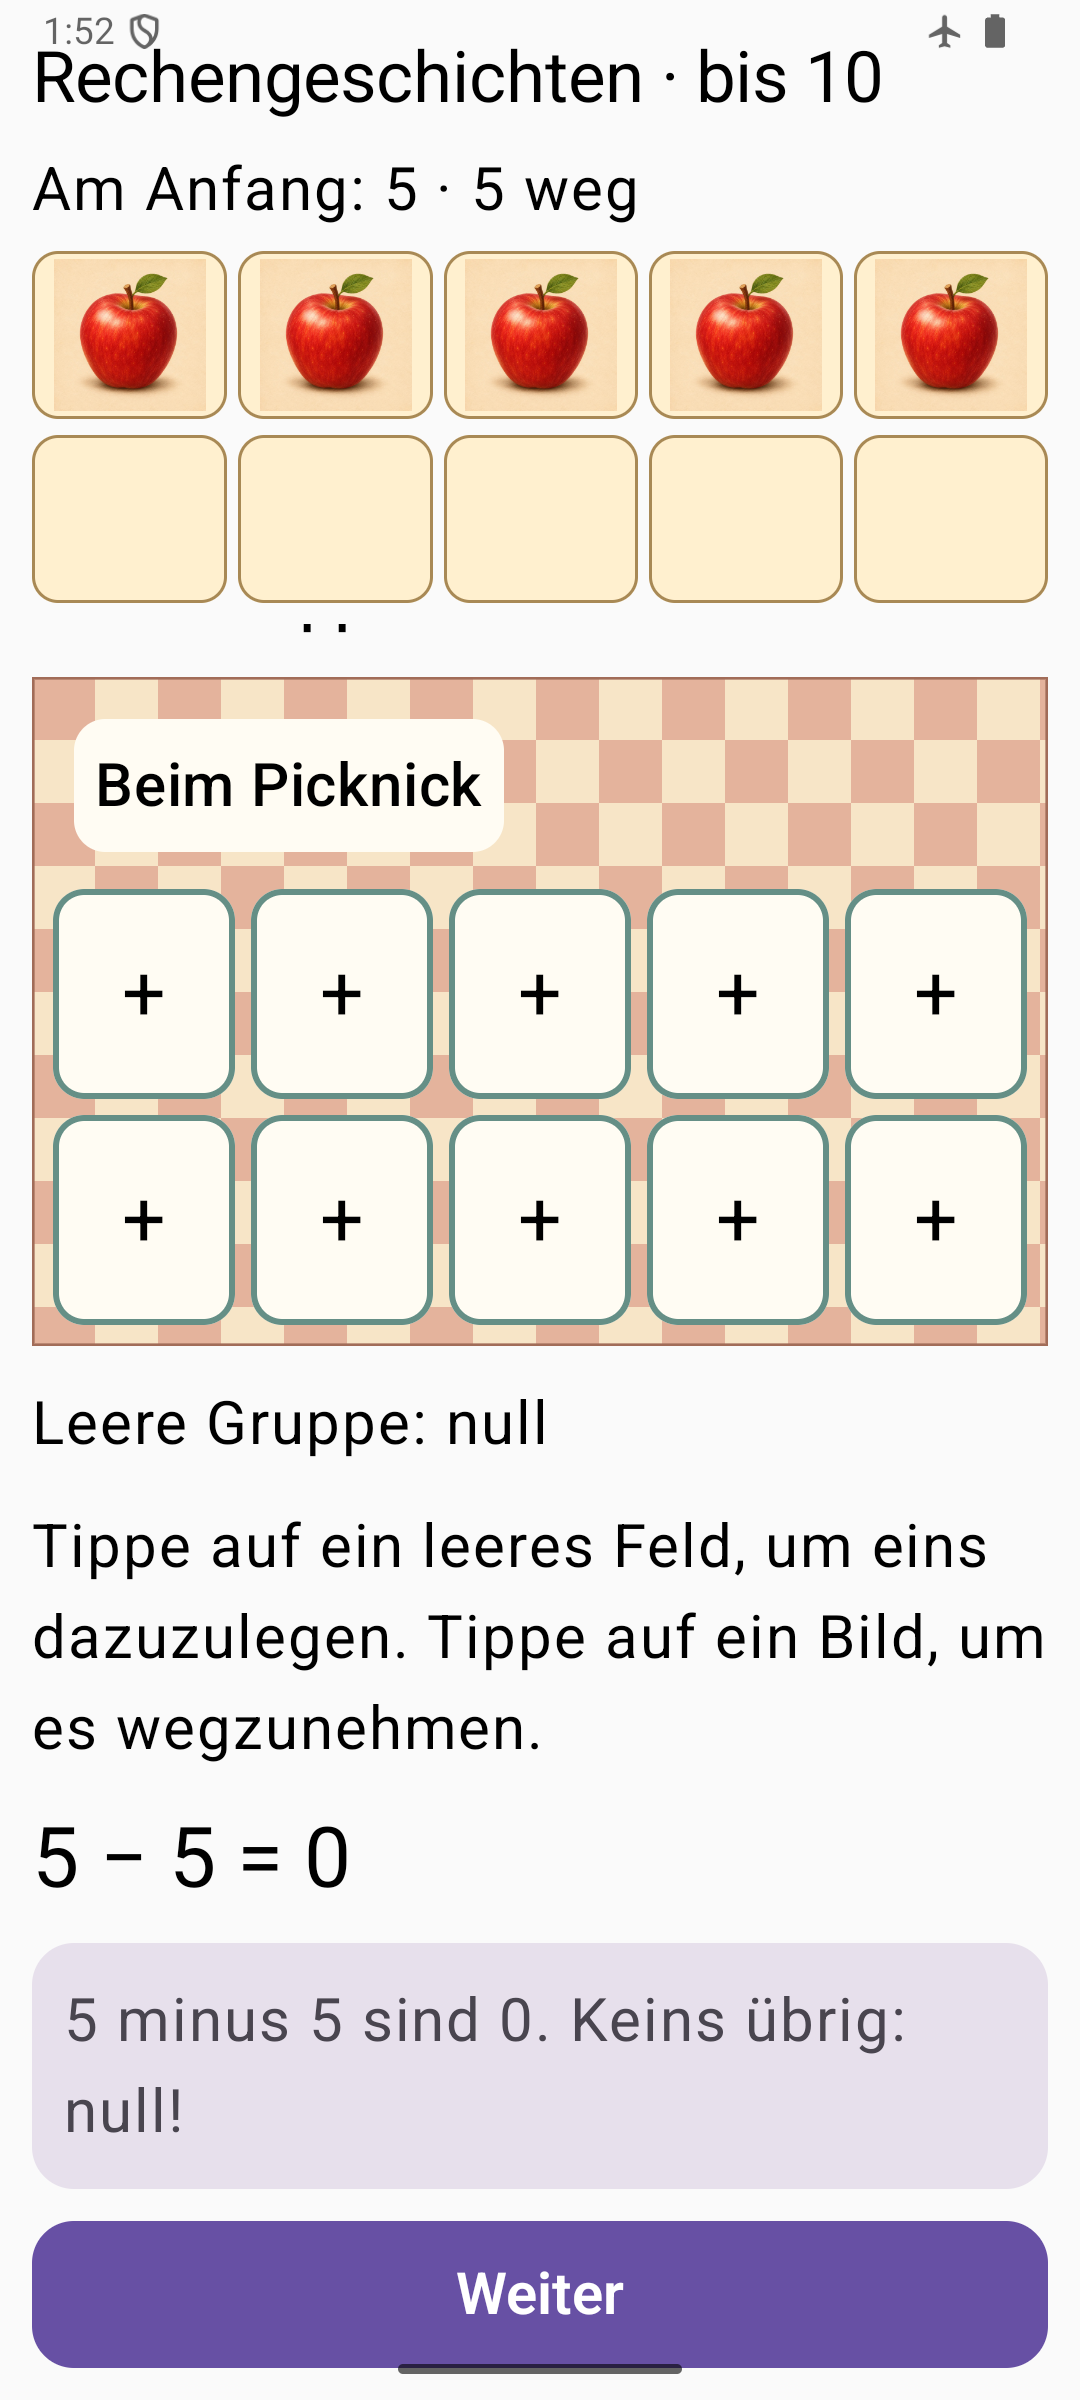 1:52
Rechengeschichten · bis 10
Am Anfang: 5 · 5 weg
Beim Picknick
+ + + + +
+ + + + +
Leere Gruppe: null
Tippe auf ein leeres Feld, um eins
dazuzulegen. Tippe auf ein Bild, um
es wegzunehmen.
5 − 5 = 0
5 minus 5 sind 0. Keins übrig:
null!
Weiter